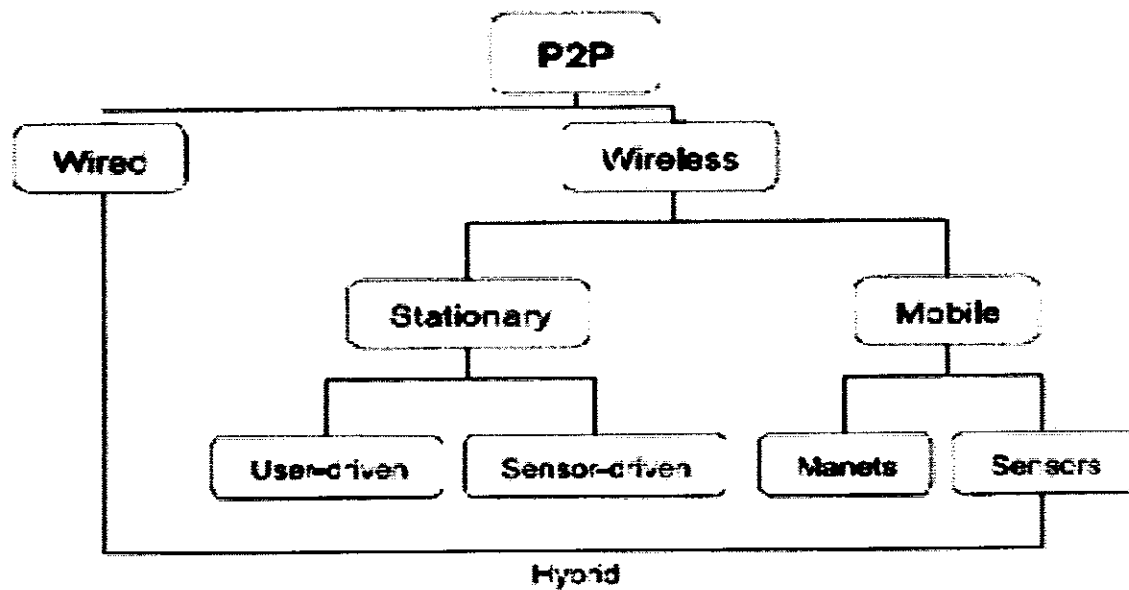 P2P
Wired
Wireless
Stationary
Mobile
User-driven
Sensor-driven
Manets
Sensors
Hybrid